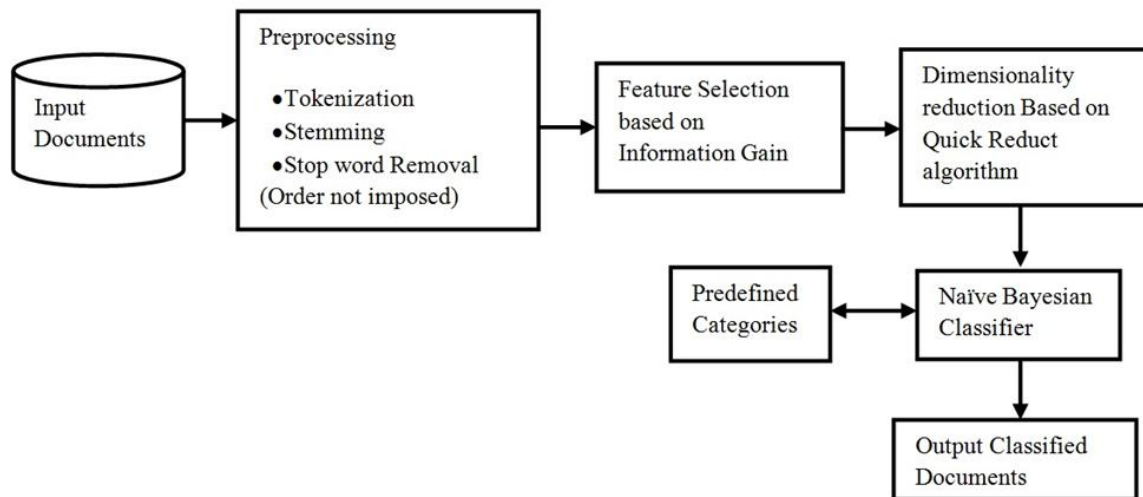 Input
Documents
Preprocessing
•Tokenization
•Stemming
•Stop word Removal
(Order not imposed)
Feature Selection
based on
Information Gain
Dimensionality
reduction Based on
Quick Reduct
algorithm
Predefined
Categories
Naïve Bayesian
Classifier
Output Classified
Documents